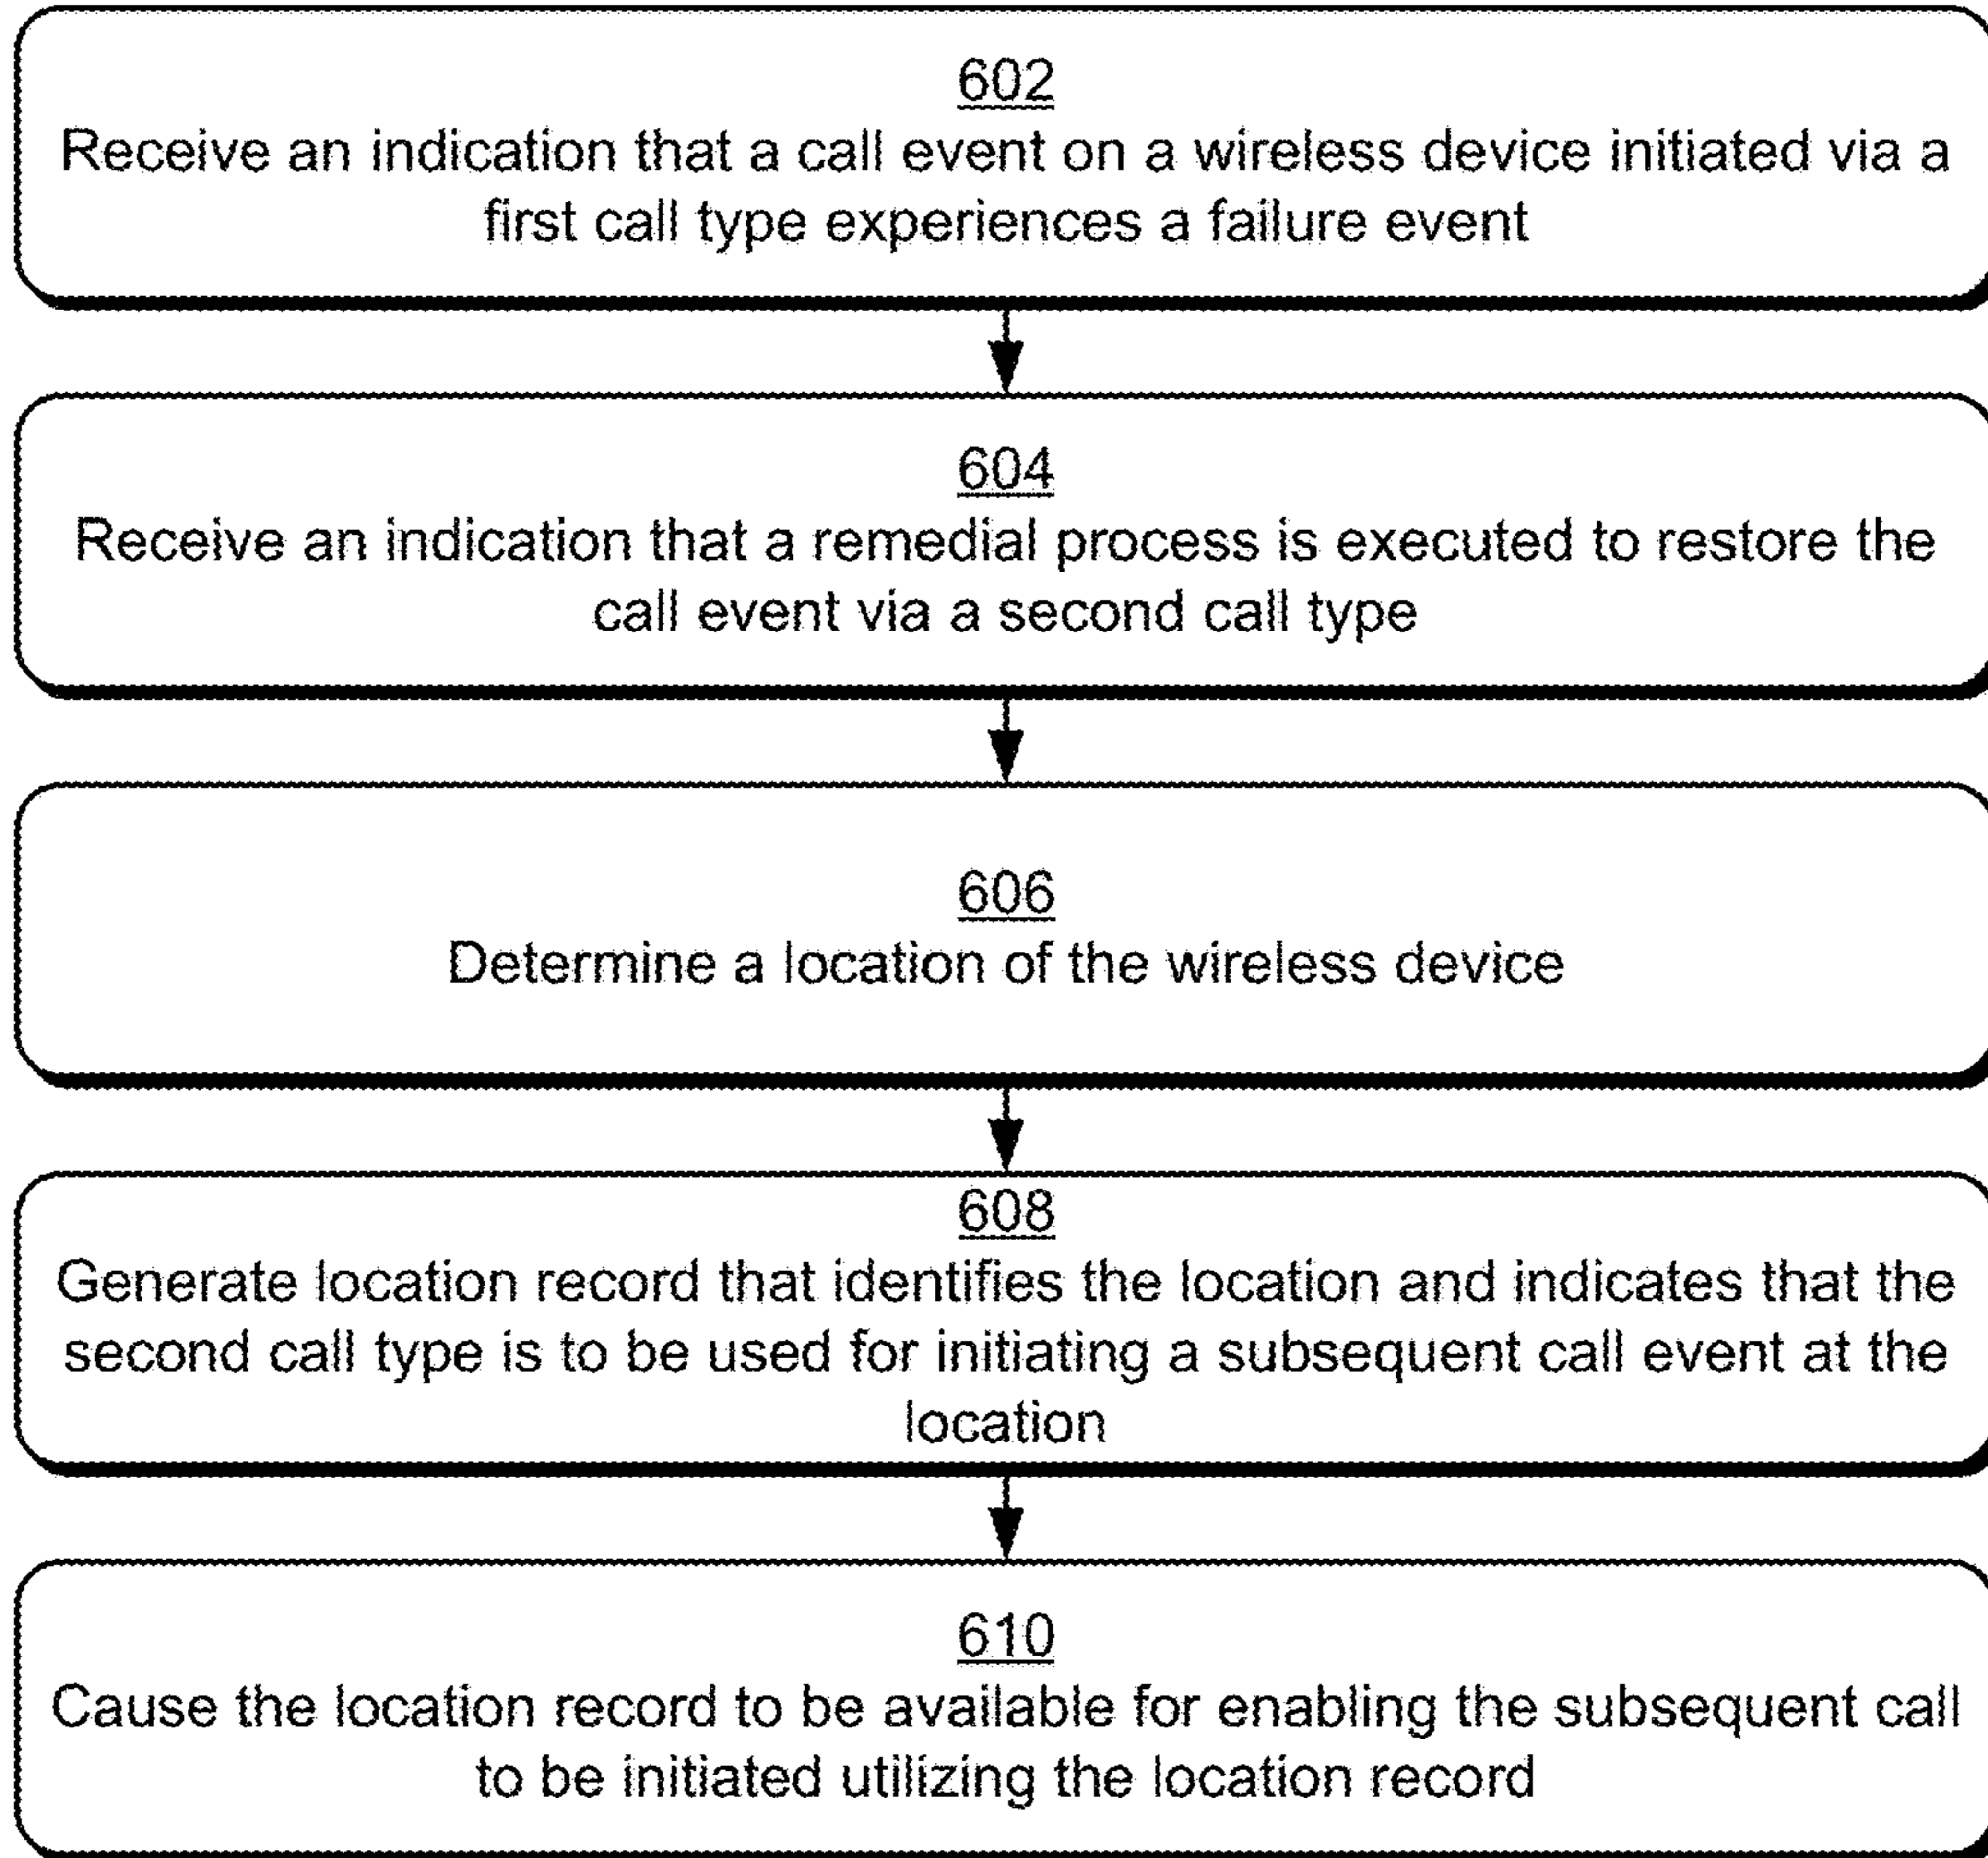 602
Receive an indication that a call event on a wireless device initiated via a
first call type experiences a failure event
604
Receive an indication that a remedial process is executed to restore the
call event via a second call type
606
Determine a location of the wireless device
608
Generate location record that identifies the location and indicates that the
second call type is to be used for initiating a subsequent call event at the
location
610
Cause the location record to be available for enabling the subsequent call
to be initiated utilizing the location record